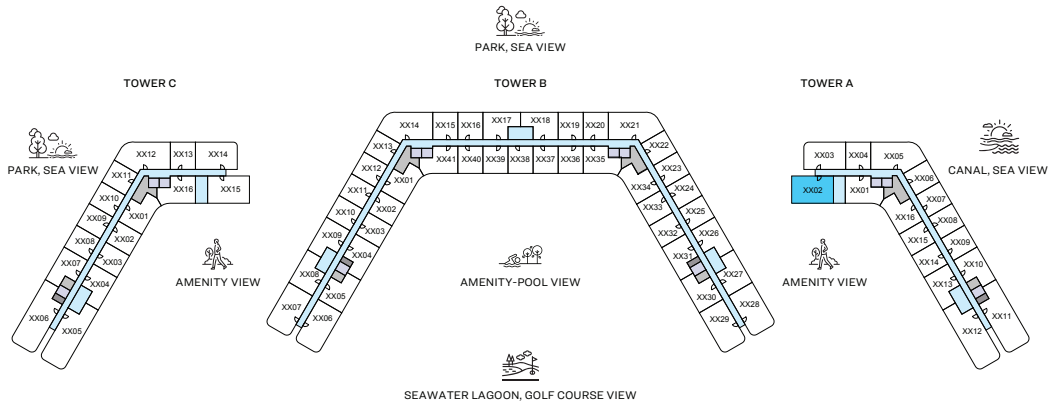 PARK, SEA VIEW
TOWER C
TOWER B
TOWER A
PARK, SEA VIEW
CANAL, SEA VIEW
XX12
XX13
XX14
XX11
XX16
XX15
XX10
XX01
XX09
XX02
XX08
XX03
XX07
XX04
XX06
XX05
AMENITY VIEW
XX14
XX15
XX16
XX17
XX18
XX19
XX20
XX21
XX13
XX41
XX40
XX39
XX38
XX37
XX36
XX35
XX22
XX12
XX01
XX34
XX23
XX11
XX02
XX33
XX24
XX10
XX03
XX32
XX25
XX09
XX04
XX31
XX26
XX08
XX05
XX30
XX27
XX07
XX06
XX29
XX28
AMENITY-POOL VIEW
XX03
XX04
XX05
XX02
XX01
XX06
XX16
XX07
XX15
XX08
XX14
XX09
XX13
XX10
XX12
XX11
AMENITY VIEW
SEAWATER LAGOON, GOLF COURSE VIEW